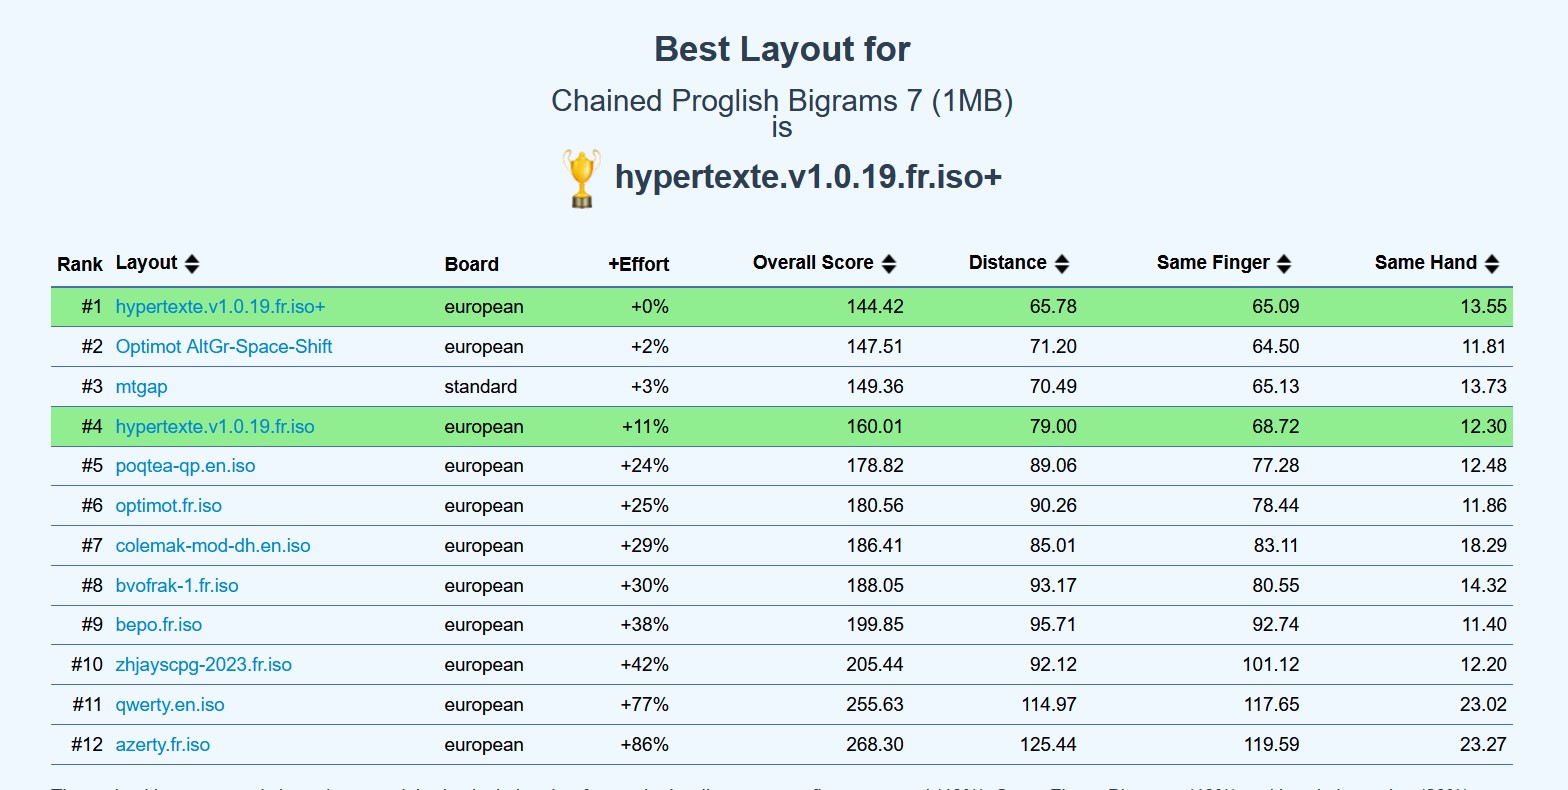 Best Layout for
Chained Proglish Bigrams 7 (1MB)
is
hypertexte.v1.0.19.fr.iso+
Rank Layout Board +Effort Overall Score Distance Same Finger Same Hand
#1 hypertexte.v1.0.19.fr.iso+ european +0% 144.42 65.78 65.09 13.55
#2 Optimot AltGr-Space-Shift european +2% 147.51 71.20 64.50 11.81
#3 mtgap standard +3% 149.36 70.49 65.13 13.73
#4 hypertexte.v1.0.19.fr.iso european +11% 160.01 79.00 68.72 12.30
#5 poqtea-qp.en.iso european +24% 178.82 89.06 77.28 12.48
#6 optimot.fr.iso european +25% 180.56 90.26 78.44 11.86
#7 colemak-mod-dh.en.iso european +29% 186.41 85.01 83.11 18.29
#8 bvofrak-1.fr.iso european +30% 188.05 93.17 80.55 14.32
#9 bepo.fr.iso european +38% 199.85 95.71 92.74 11.40
#10 zhjayscpg-2023.fr.iso european +42% 205.44 92.12 101.12 12.20
#11 qwerty.en.iso european +77% 255.63 114.97 117.65 23.02
#12 azerty.fr.iso european +86% 268.30 125.44 119.59 23.27